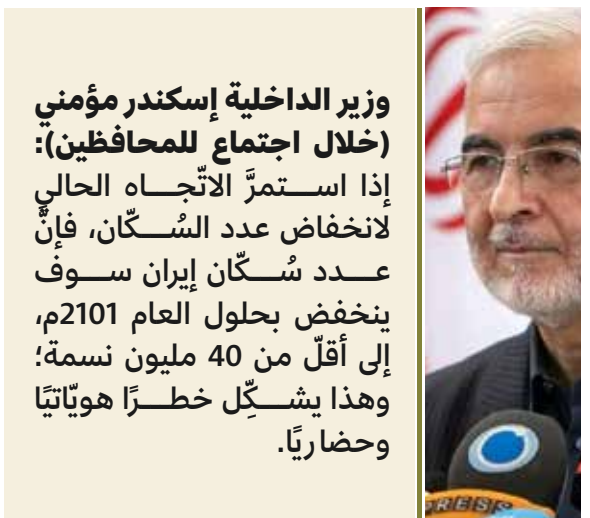 وزير الداخلية إسكندر مؤمني
(خلال اجتماع للمحافظين):
إذا استمرَّ الاتّجاه الحالي
لانخفاض عدد السُكّان، فإنَّ
عدد سُكّان إيران سوف
ينخفض بحلول العام 2101م،
إلى أقلّ من 40 مليون نسمة؛
وهذا يشكِّل خطرًا هويّاتيًا
وحضاريًا.
PRESS